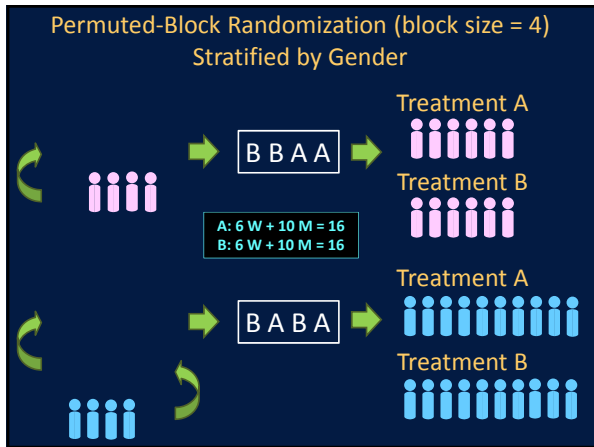 Permuted-Block Randomization (block size = 4)
Stratified by Gender
Treatment A
B B A A
Treatment B
A: 6 W + 10 M = 16
B: 6 W + 10 M = 16
Treatment A
B A B A
Treatment B